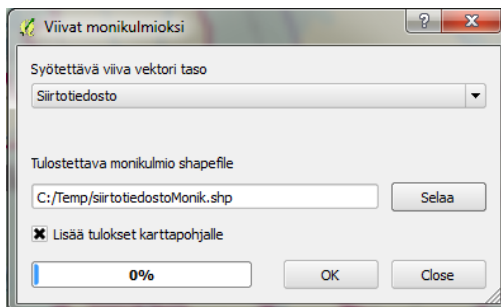 Viivat monikulmioksi
Syötettävä viiva vektori taso
Siirtotiedosto
Tulostettava monikulmio shapefile
C:/Temp/siirtotiedostoMonik.shp Selaa
Lisää tulokset karttapohjalle
0% OK Close